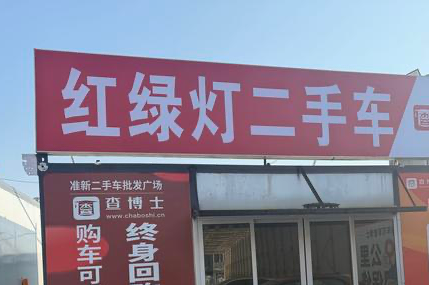 红绿灯二手车
准新二手车批发广场
查 查博士
www.chaboshi.cn
购车可
终身回